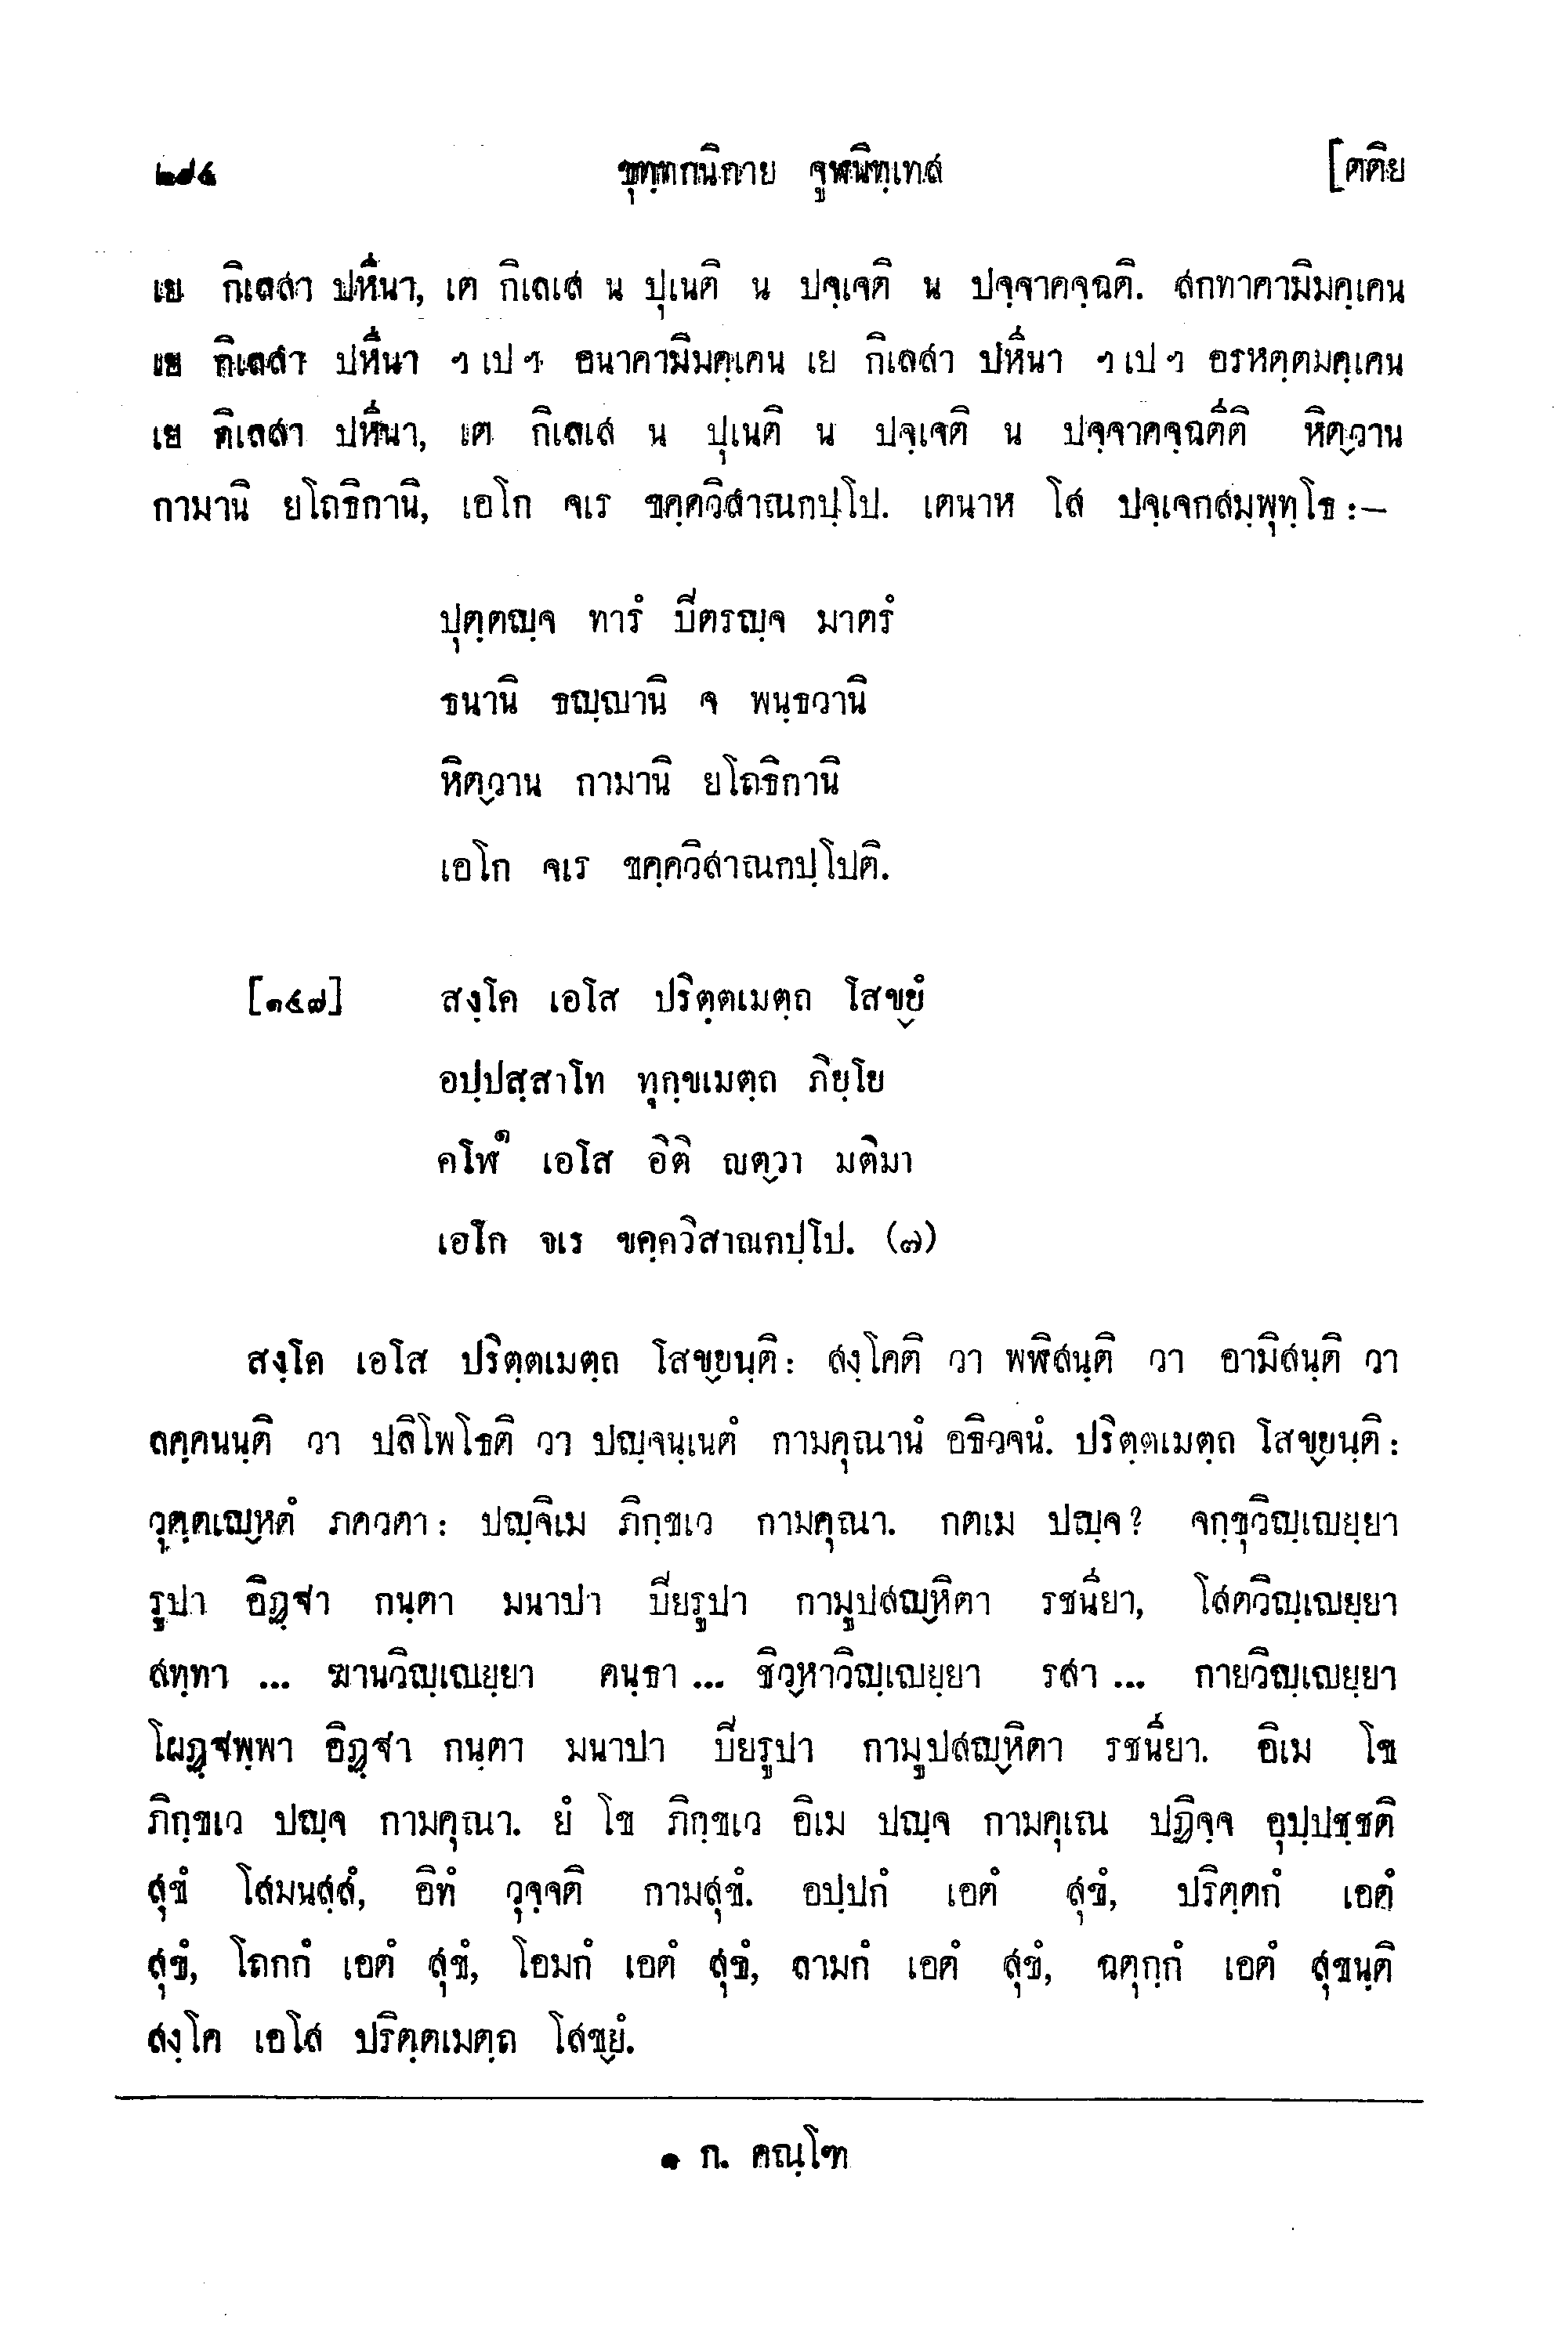 ขุทฺทกนิกาย จูฬนิทฺเทส [ตติย
เย กิเลสา ปหีนา, เต กิเลเส น ปุเนติ น ปจฺเจติ น ปจฺจาคจฺฉติ. สกทาคามิมคฺเคน
เย กิเลสา ปหีนา ฯ เป ฯ อนาคามิมคฺเคน เย กิเลสา ปหีนา ฯ เป ฯ อรหตฺตมคฺเคน
เย กิเลสา ปหีนา, เต กิเลเส น ปุเนติ น ปจฺเจติ น ปจฺจาคจฺฉตีติ หิตฺวาน
กามานิ ยโถธิกานิ, เอโก จเร ขคฺควิสาณกปฺโป. เตนาห โส ปจฺเจกสมฺพุทฺโธ :–
ปุตฺตญฺจ ทารํ ปิตรญฺจ มาตรํ
ธนานิ ธญฺญานิ จ พนฺธวานิ
หิตฺวาน กามานิ ยโถธิกานิ
เอโก จเร ขคฺควิสาณกปฺโปติ.
[๑๔๗] สงฺโค เอโส ปริตฺตเมตฺถ โสขฺยํ
อปฺปสฺสาโท ทุกฺขเมตฺถ ภิยฺโย
คโฬ๑ เอโส อิติ ญตฺวา มติมา
เอโก จเร ขคฺควิสาณกปฺโป. (๗)
สงฺโค เอโส ปริตฺตเมตฺถ โสขฺยนฺติ : สงฺโคติ วา พฬิสนฺติ วา อามิสนฺติ วา
ลคฺคนนฺติ วา ปลิโพโธติ วา ปญฺจนฺเนตํ กามคุณานํ อธิวจนํ. ปริตฺตเมตฺถ โสขฺยนฺติ :
วุตฺตเญฺหตํ ภควตา : ปญฺจิเม ภิกฺขเว กามคุณา. กตเม ปญฺจ ? จกฺขุวิญฺเญยฺยา
รูปา อิฏฺฐา กนฺตา มนาปา ปิยรูปา กามูปสญฺหิตา รชนียา, โสตวิญฺเญยฺยา
สทฺทา ... ฆานวิญฺเญยฺยา คนฺธา ... ชิวฺหาวิญฺเญยฺยา รสา ... กายวิญฺเญยฺยา
โผฏฺฐพฺพา อิฏฺฐา กนฺตา มนาปา ปิยรูปา กามูปสญฺหิตา รชนียา. อิเม โข
ภิกฺขเว ปญฺจ กามคุณา. ยํ โข ภิกฺขเว อิเม ปญฺจ กามคุเณ ปฏิจฺจ อุปฺปชฺชติ
สุขํ โสมนสฺสํ, อิทํ วุจฺจติ กามสุขํ. อปฺปกํ เอตํ สุขํ, ปริตฺตกํ เอตํ
สุขํ, โถกกํ เอตํ สุขํ, โอมกํ เอตํ สุขํ, ลามกํ เอตํ สุขํ, ฉตุกฺกํ เอตํ สุขนฺติ
สงฺโค เอโส ปริตฺตเมตฺถ โสขฺยํ.
๑ ก. คณฺโฑ